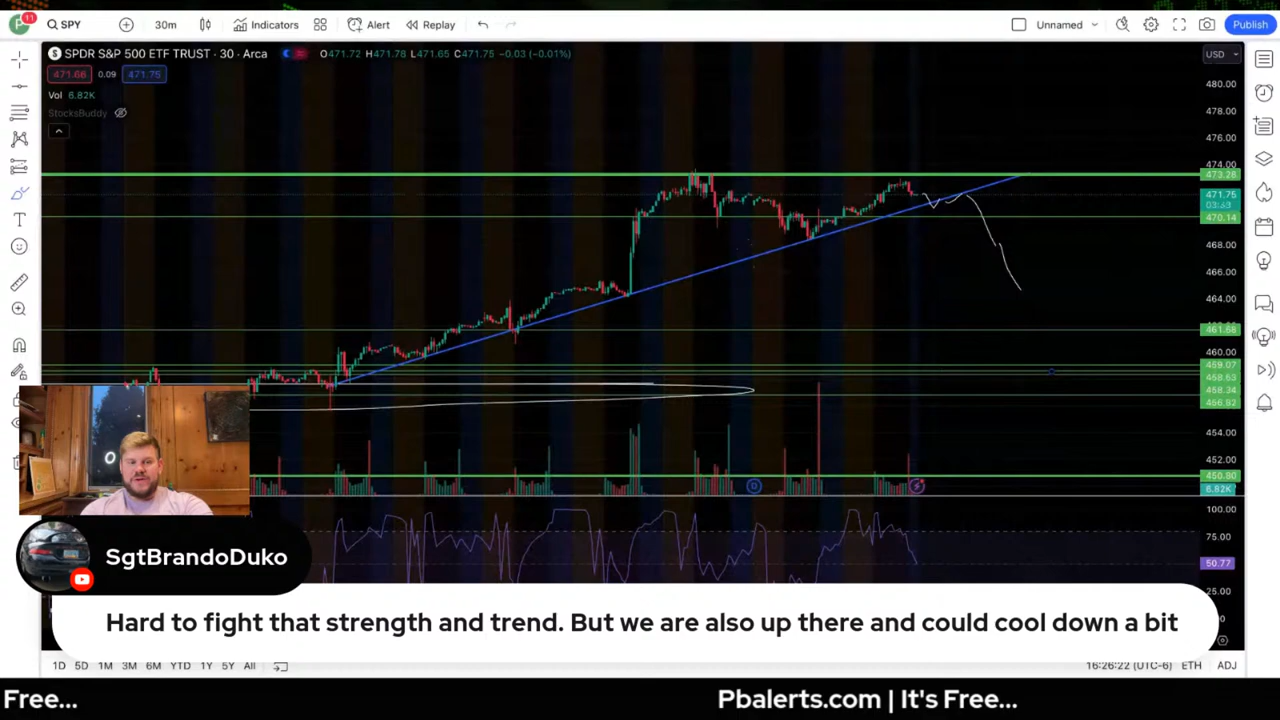 11
SPY
30m
Indicators
Alert
Replay
Unnamed
Publish
SPDR S&P 500 ETF TRUST · 30 · Arca
O471.72 H471.78 L471.65 C471.75 −0.03 (−0.01%)
USD
471.66 0.09 471.75
Vol 6.82K
StocksBuddy
480.00
478.00
476.00
474.00
473.28
471.75
470.14
468.00
466.00
464.00
461.68
460.00
459.07
458.63
458.34
456.92
454.00
452.00
450.80
6.82K
100.00
75.00
50.77
25.00
SgtBrandoDuko
Hard to fight that strength and trend. But we are also up there and could cool down a bit
1D 5D 1M 3M 6M YTD 1Y 5Y All
16:26:22 (UTC-6) ETH ADJ
Free... Pbalerts.com | It's Free...